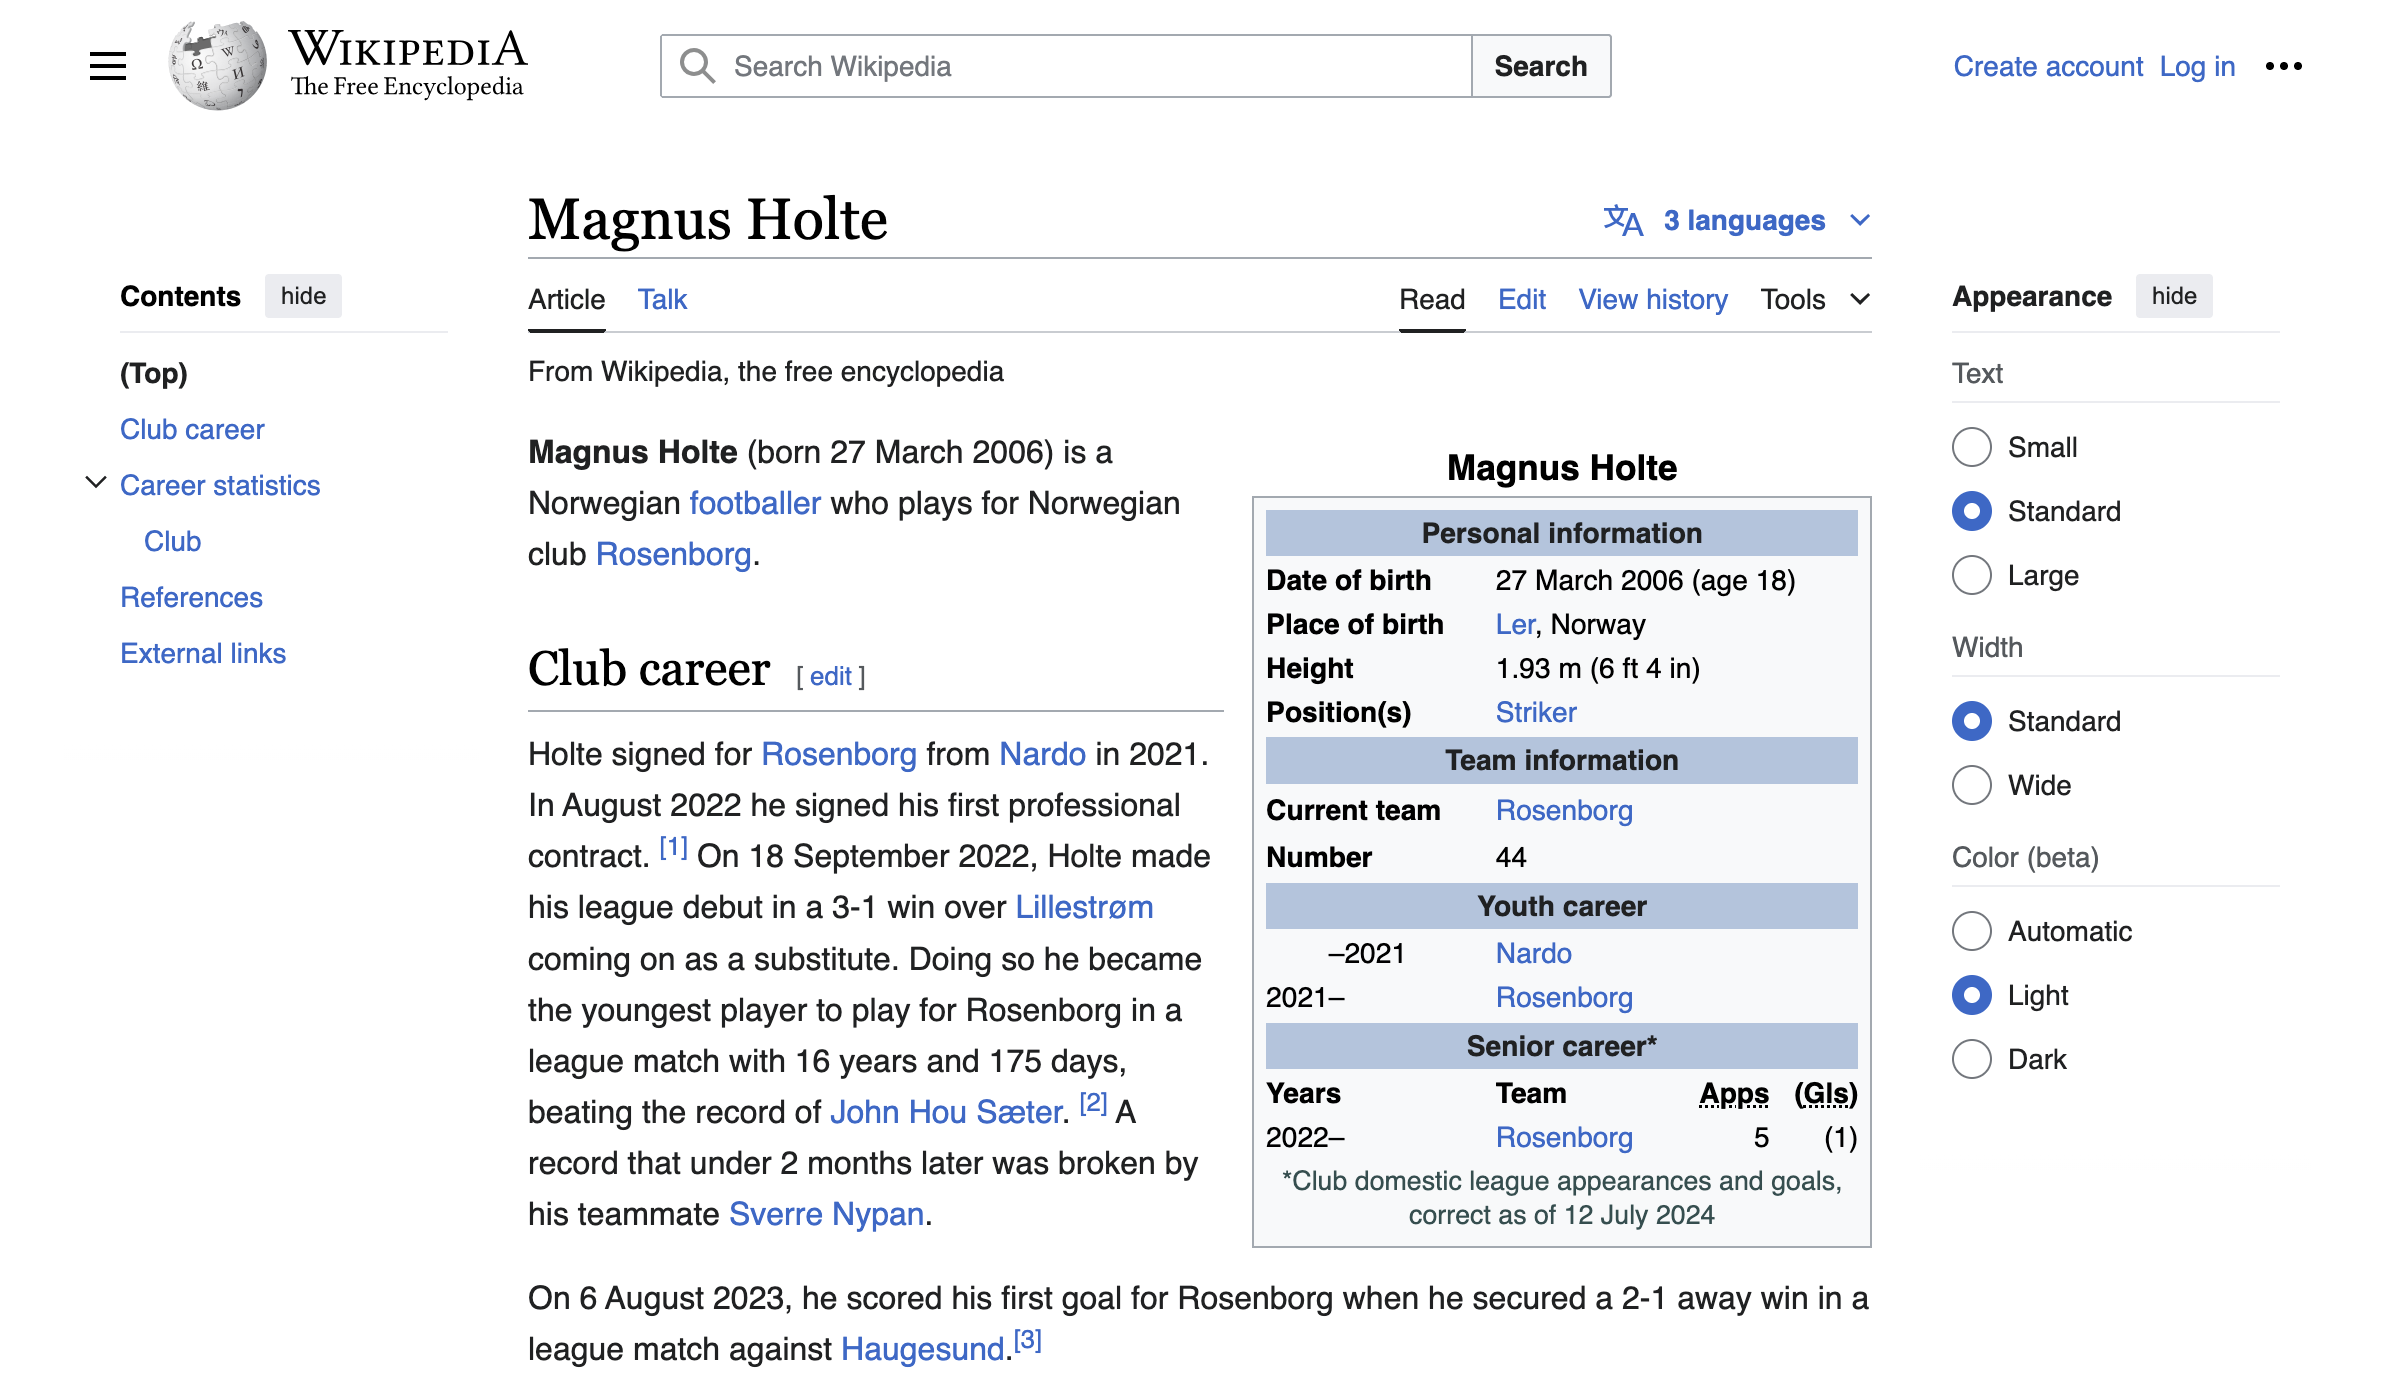 WIKIPEDIA
The Free Encyclopedia
Search Wikipedia
Search
Create account Log in
Magnus Holte
3 languages
Contents hide
(Top)
Club career
Career statistics
Club
References
External links
Article Talk
Read Edit View history Tools
From Wikipedia, the free encyclopedia
Magnus Holte (born 27 March 2006) is a
Norwegian footballer who plays for Norwegian
club Rosenborg.
Club career [ edit ]
Holte signed for Rosenborg from Nardo in 2021.
In August 2022 he signed his first professional
contract. [1] On 18 September 2022, Holte made
his league debut in a 3-1 win over Lillestrøm
coming on as a substitute. Doing so he became
the youngest player to play for Rosenborg in a
league match with 16 years and 175 days,
beating the record of John Hou Sæter. [2] A
record that under 2 months later was broken by
his teammate Sverre Nypan.
On 6 August 2023, he scored his first goal for Rosenborg when he secured a 2-1 away win in a
league match against Haugesund.[3]
Magnus Holte
Personal information
Date of birth 27 March 2006 (age 18)
Place of birth Ler, Norway
Height 1.93 m (6 ft 4 in)
Position(s) Striker
Team information
Current team Rosenborg
Number 44
Youth career
–2021 Nardo
2021– Rosenborg
Senior career*
Years Team Apps (Gls)
2022– Rosenborg 5 (1)
*Club domestic league appearances and goals,
correct as of 12 July 2024
Appearance hide
Text
Small
Standard
Large
Width
Standard
Wide
Color (beta)
Automatic
Light
Dark